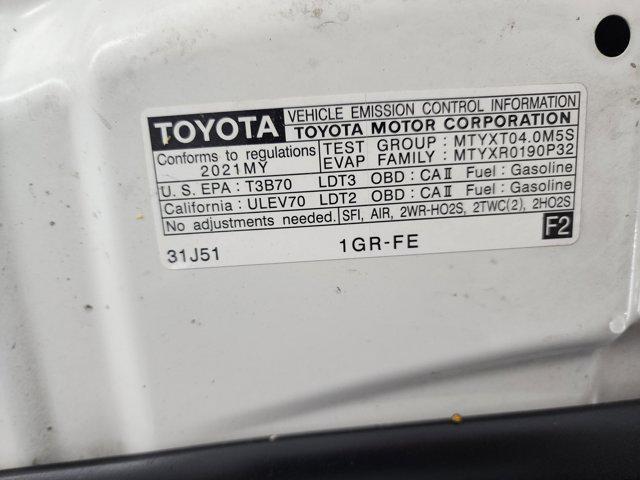 TOYOTA VEHICLE EMISSION CONTROL INFORMATION
TOYOTA MOTOR CORPORATION
Conforms to regulations TEST GROUP : MTYXT04.0M5S
2021MY EVAP FAMILY : MTYXR0190P32
U.S. EPA : T3B70 LDT3 OBD : CAⅡ Fuel : Gasoline
California : ULEV70 LDT2 OBD : CAⅡ Fuel : Gasoline
No adjustments needed. SFI, AIR, 2WR-HO2S, 2TWC(2), 2HO2S
31J51 1GR-FE F2